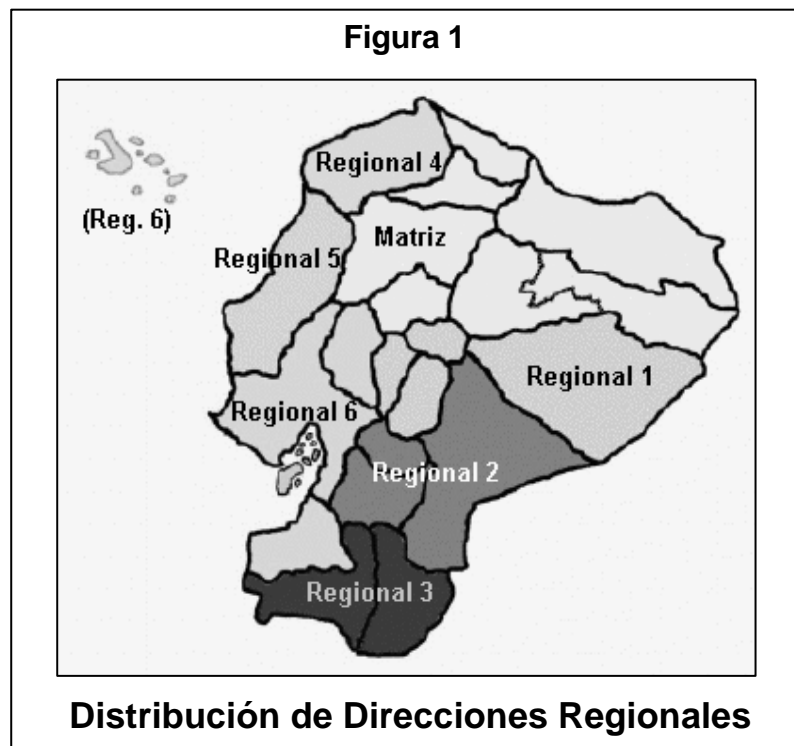 Figura 1
Regional 4
(Reg. 6)
Matriz
Regional 5
Regional 1
Regional 6
Regional 2
Regional 3
Distribución de Direcciones Regionales